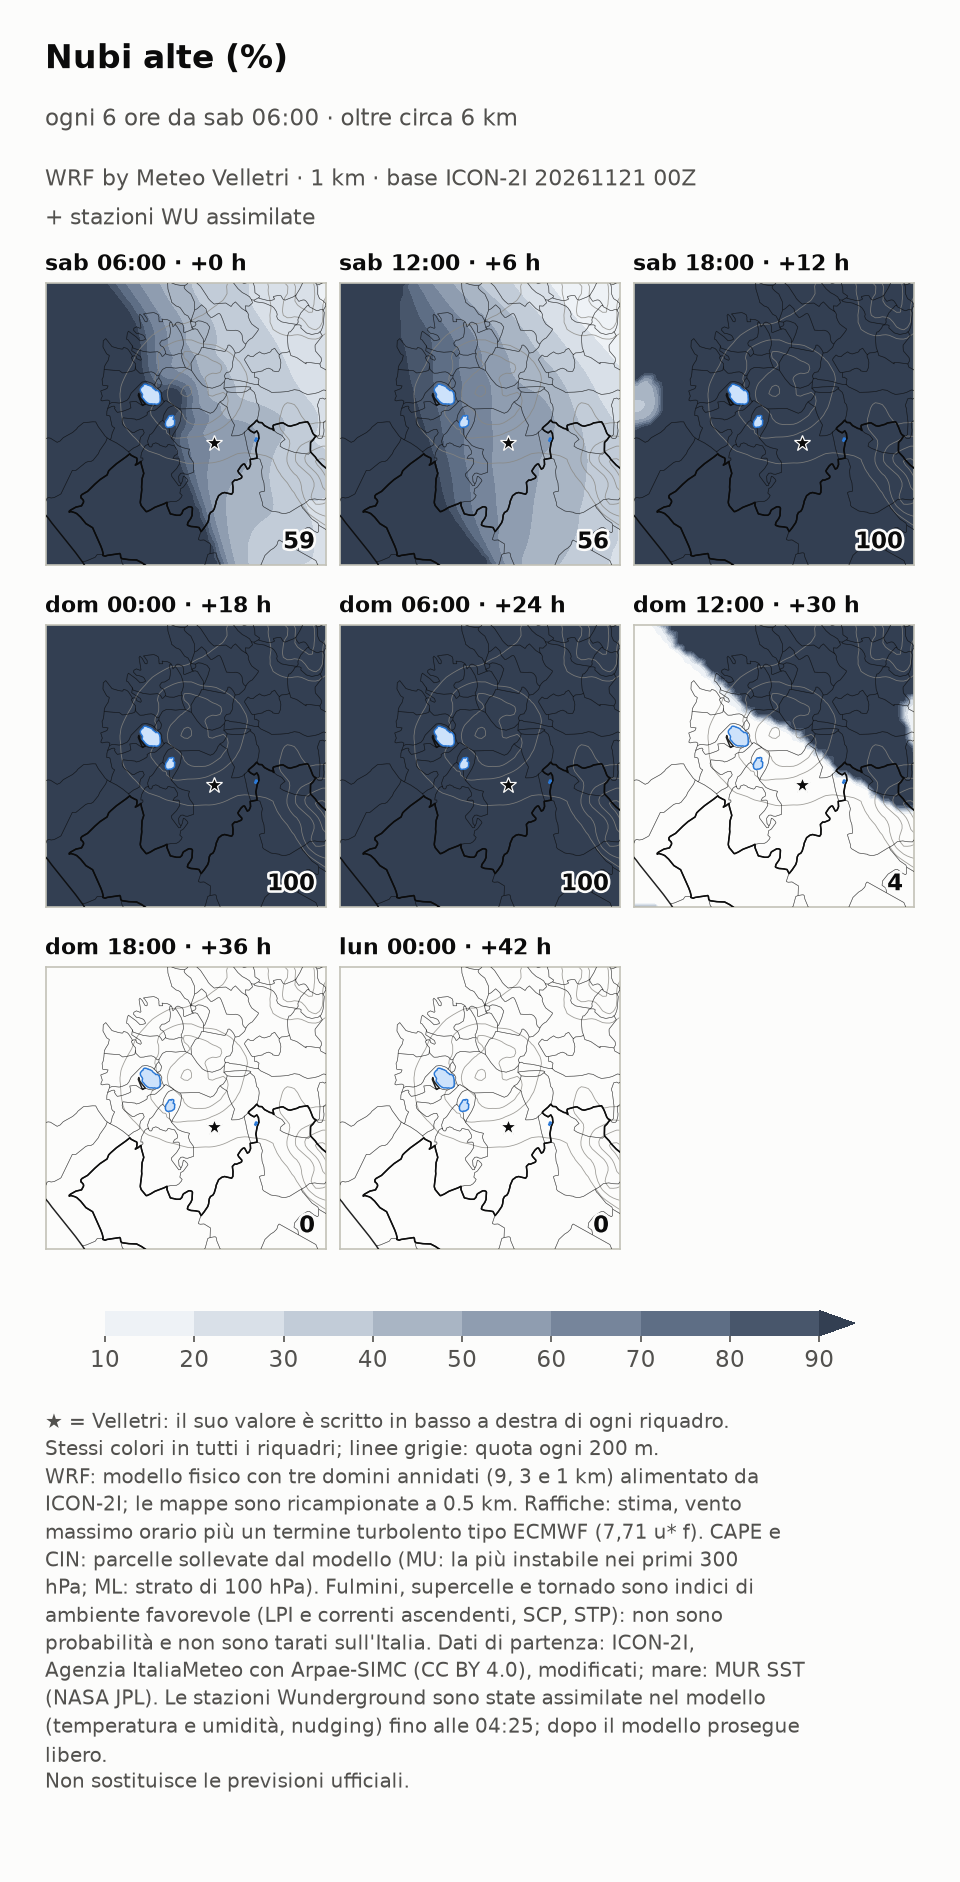 Nubi alte (%)
ogni 6 ore da sab 06:00 · oltre circa 6 km
WRF by Meteo Velletri · 1 km · base ICON-2I 20261121 00Z
+ stazioni WU assimilate
sab 06:00 · +0 h
sab 12:00 · +6 h
sab 18:00 · +12 h
59
56
100
dom 00:00 · +18 h
dom 06:00 · +24 h
dom 12:00 · +30 h
100
100
4
dom 18:00 · +36 h
lun 00:00 · +42 h
0
0
10 20 30 40 50 60 70 80 90
★ = Velletri: il suo valore è scritto in basso a destra di ogni riquadro.
Stessi colori in tutti i riquadri; linee grigie: quota ogni 200 m.
WRF: modello fisico con tre domini annidati (9, 3 e 1 km) alimentato da
ICON-2I; le mappe sono ricampionate a 0.5 km. Raffiche: stima, vento
massimo orario più un termine turbolento tipo ECMWF (7,71 u* f). CAPE e
CIN: parcelle sollevate dal modello (MU: la più instabile nei primi 300
hPa; ML: strato di 100 hPa). Fulmini, supercelle e tornado sono indici di
ambiente favorevole (LPI e correnti ascendenti, SCP, STP): non sono
probabilità e non sono tarati sull'Italia. Dati di partenza: ICON-2I,
Agenzia ItaliaMeteo con Arpae-SIMC (CC BY 4.0), modificati; mare: MUR SST
(NASA JPL). Le stazioni Wunderground sono state assimilate nel modello
(temperatura e umidità, nudging) fino alle 04:25; dopo il modello prosegue
libero.
Non sostituisce le previsioni ufficiali.